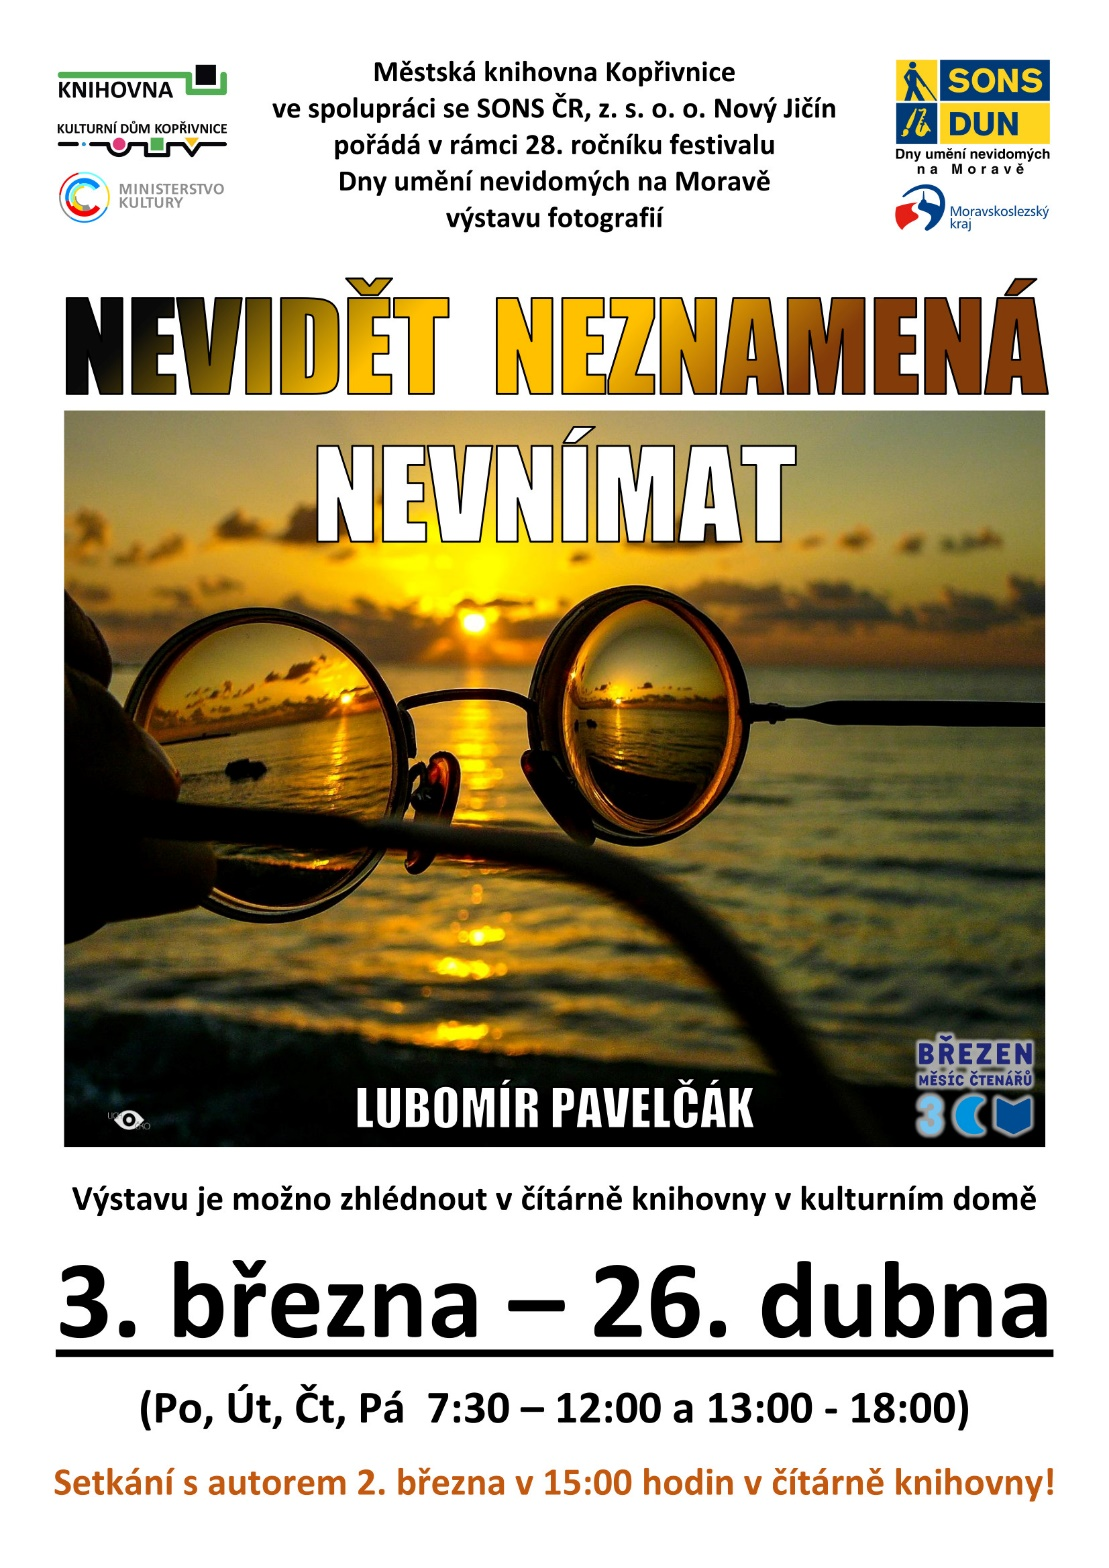 KNIHOVNA
KULTURNÍ DŮM KOPŘIVNICE
MINISTERSTVO
KULTURY
Městská knihovna Kopřivnice
ve spolupráci se SONS ČR, z. s. o. o. Nový Jičín
pořádá v rámci 28. ročníku festivalu
Dny umění nevidomých na Moravě
výstavu fotografií
SONS
DUN
Dny umění nevidomých
na Moravě
Moravskoslezský
kraj
NEVIDĚT NEZNAMENÁ
NEVNÍMAT
LUBOMÍR PAVELČÁK
BŘEZEN
MĚSÍC ČTENÁŘŮ
3
Výstavu je možno zhlédnout v čítárně knihovny v kulturním domě
3. března – 26. dubna
(Po, Út, Čt, Pá 7:30 – 12:00 a 13:00 - 18:00)
Setkání s autorem 2. března v 15:00 hodin v čítárně knihovny!